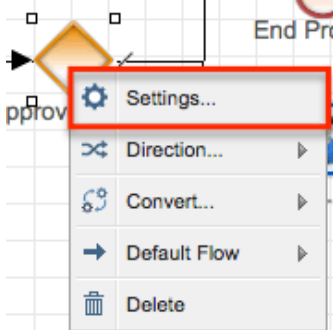 End Pro
pprov
Settings...
Direction...
Convert...
Default Flow
Delete